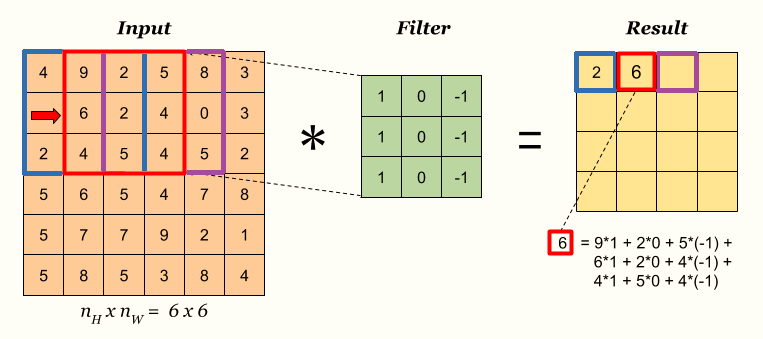 Input Filter Result
4 9 2 5 8 3
6 2 4 0 3
2 4 5 4 5 2
5 6 5 4 7 8
5 7 7 9 2 1
5 8 5 3 8 4
n_H x n_W = 6 x 6
*
1 0 -1
1 0 -1
1 0 -1
=
2 6
6 = 9*1 + 2*0 + 5*(-1) +
6*1 + 2*0 + 4*(-1) +
4*1 + 5*0 + 4*(-1)